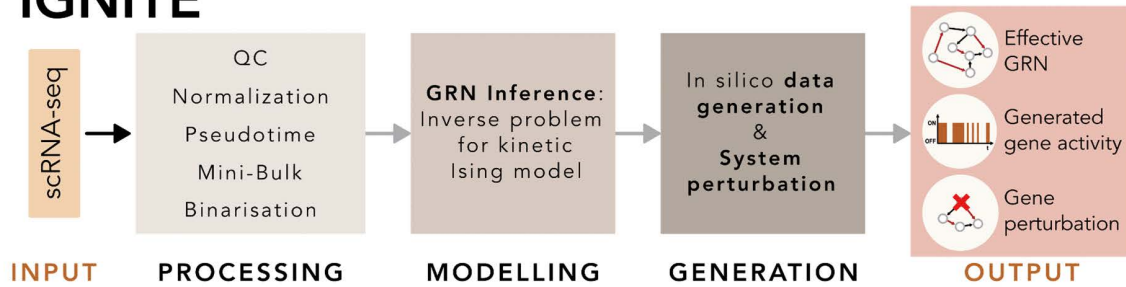 IGNITE
scRNA-seq
QC
Normalization
Pseudotime
Mini-Bulk
Binarisation
GRN Inference:
Inverse problem
for kinetic
Ising model
In silico data
generation
&
System
perturbation
Effective
GRN
ON
OFF
t
Generated
gene activity
Gene
perturbation
INPUT
PROCESSING
MODELLING
GENERATION
OUTPUT